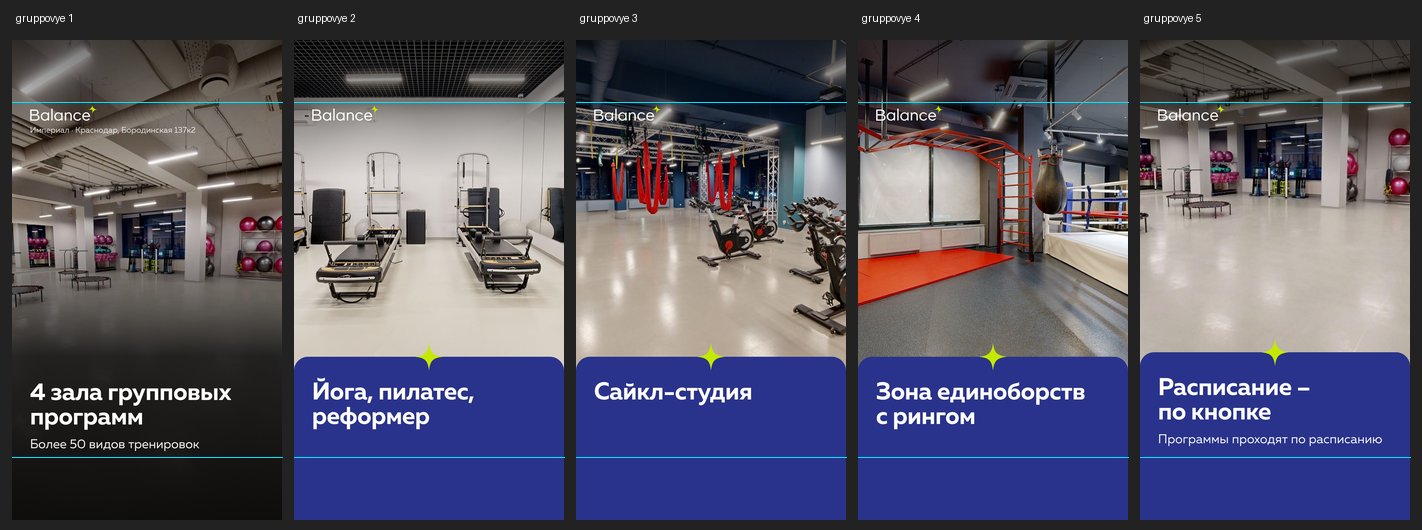 gruppovye 1
Balance
Империал · Краснодар, Бородинская 137к2
4 зала групповых
программ
Более 50 видов тренировок
gruppovye 2
Balance
Йога, пилатес,
реформер
gruppovye 3
Balance
Сайкл-студия
gruppovye 4
Balance
Зона единоборств
с рингом
gruppovye 5
Balance
Расписание –
по кнопке
Программы проходят по расписанию